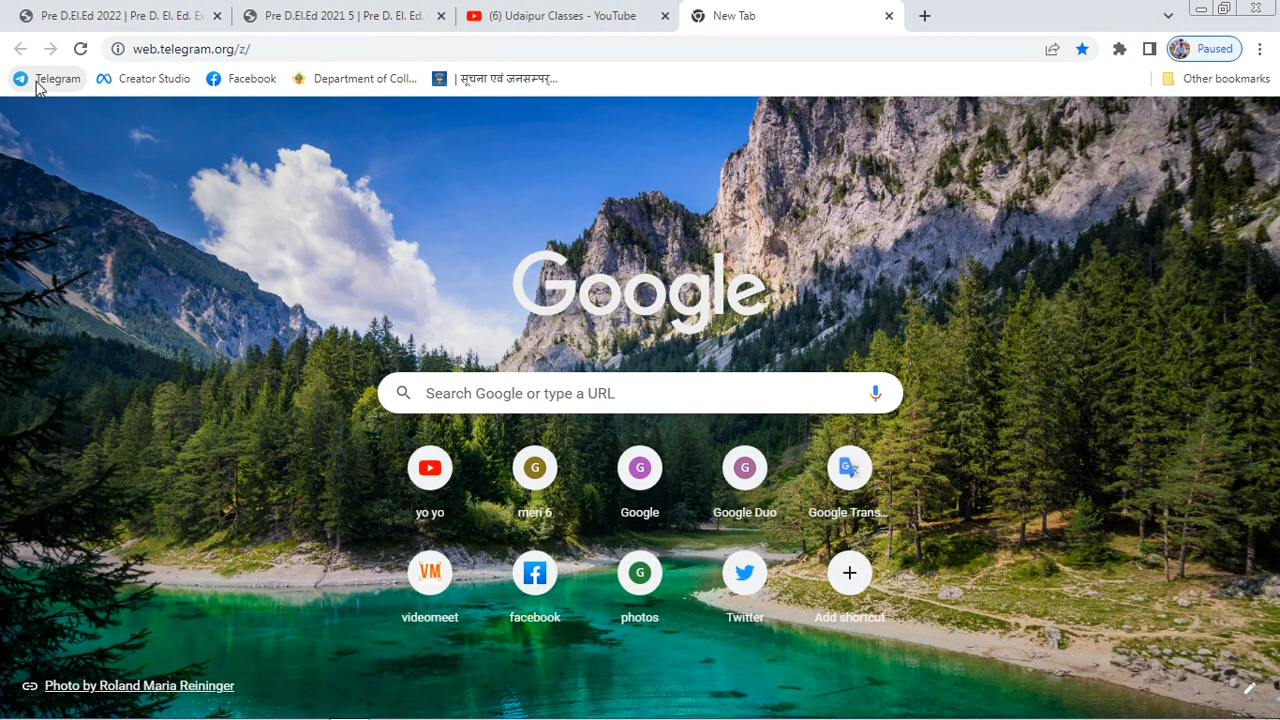 Pre D.El.Ed 2022 | Pre D. El. Ed. Ex
Pre D.El.Ed 2021 5 | Pre D. El. Ed.
(6) Udaipur Classes - YouTube
New Tab
web.telegram.org/z/
Paused
Telegram
Creator Studio
Facebook
Department of Coll...
| सूचना एवं जनसम्पर्...
Other bookmarks
Google
Search Google or type a URL
G
G
G
G
yo yo
meri 6
Google
Google Duo
Google Trans...
VM
G
videomeet
facebook
photos
Twitter
Add shortcut
Photo by Roland Maria Reininger